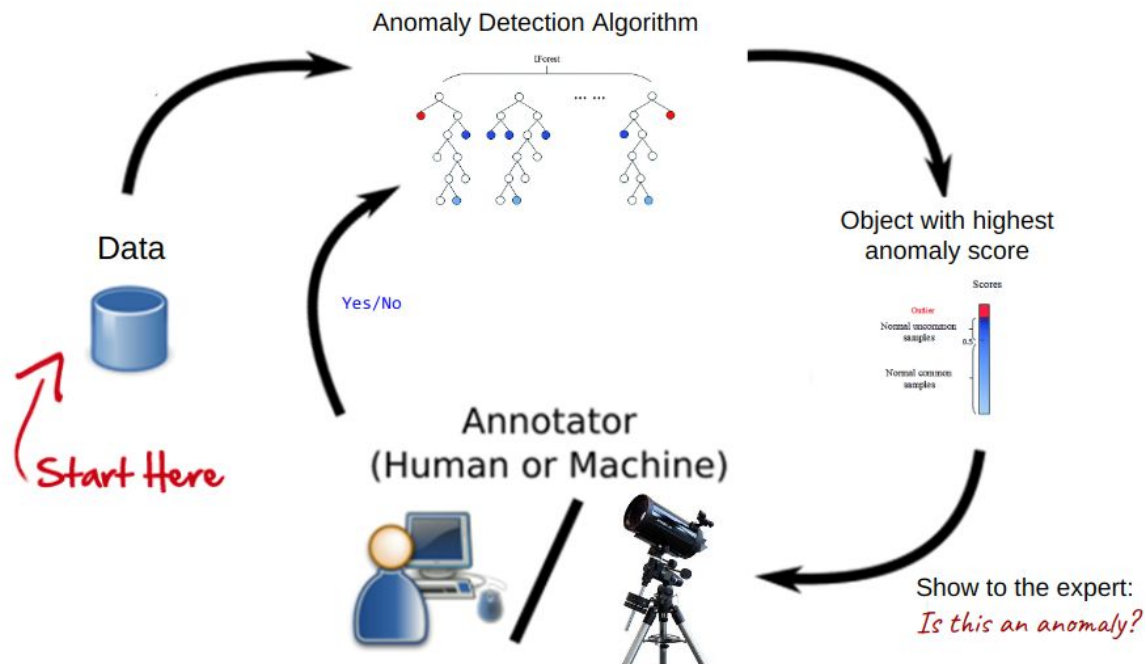 Anomaly Detection Algorithm
IForest
... ...
Data
Start Here
Yes/No
Object with highest
anomaly score
Scores
Outlier
Normal uncommon
samples
0.5
Normal common
samples
Annotator
(Human or Machine)
Show to the expert:
Is this an anomaly?